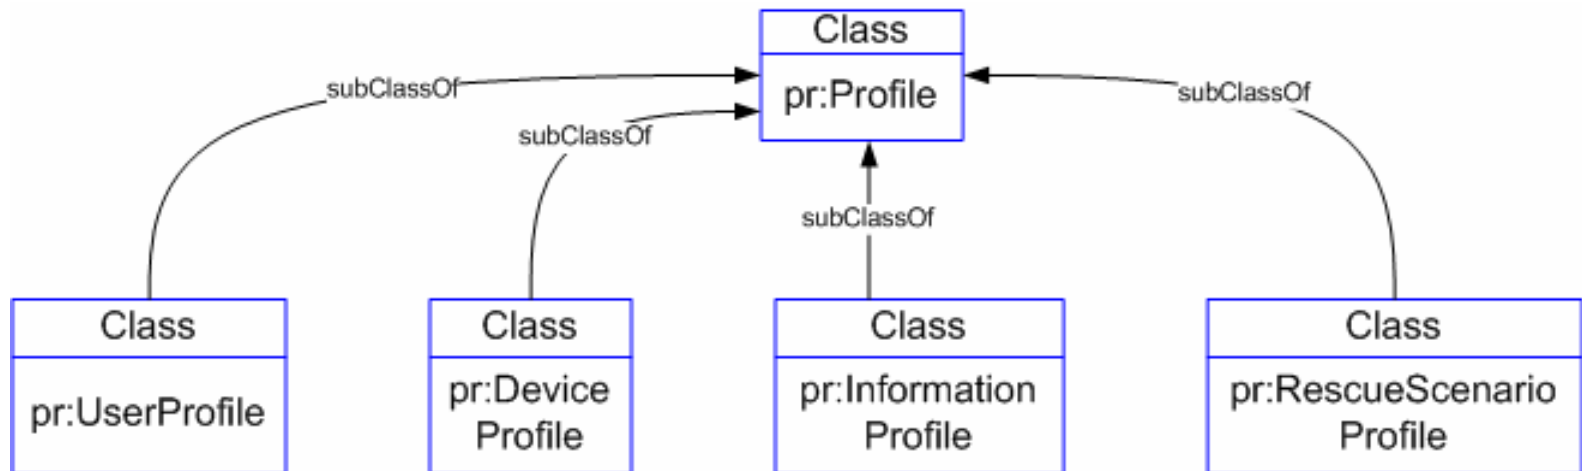 Class
pr:Profile
subClassOf
subClassOf
subClassOf
subClassOf
Class
pr:UserProfile
Class
pr:Device
Profile
Class
pr:Information
Profile
Class
pr:RescueScenario
Profile